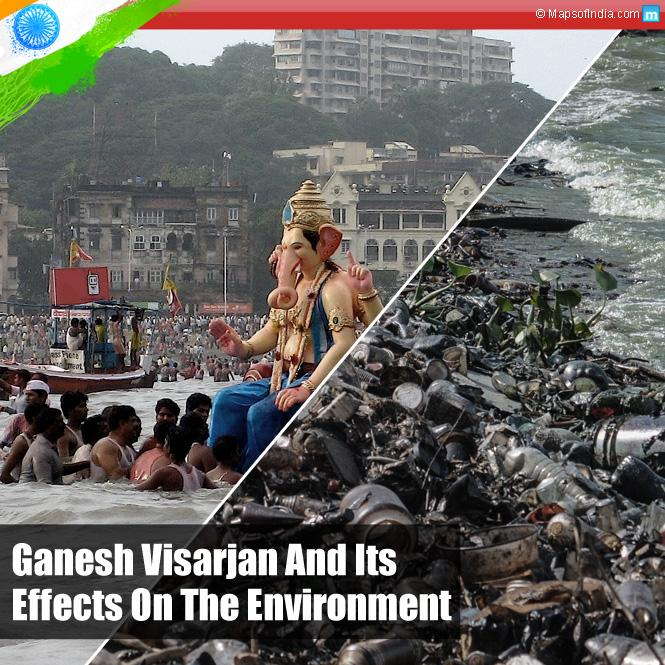 © MapsofIndia.com m
Ganesh Visarjan And Its
Effects On The Environment